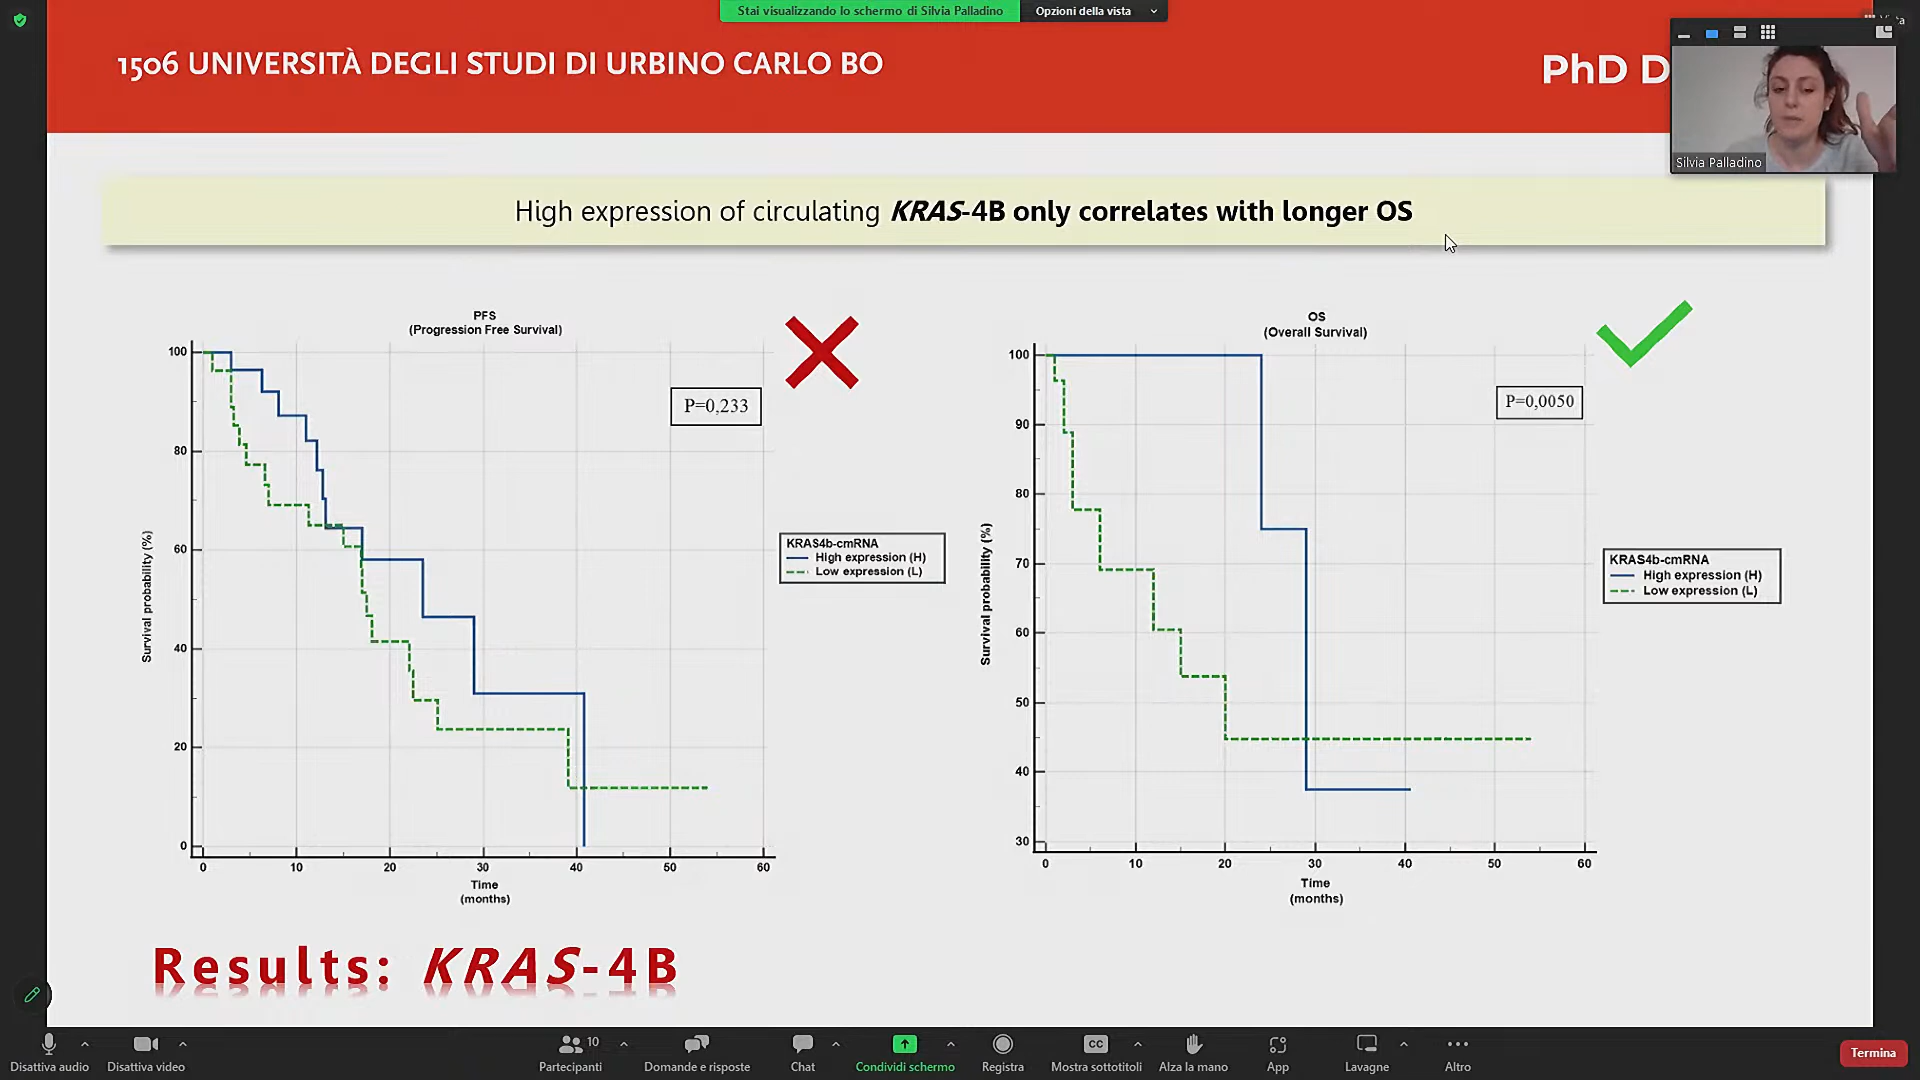 Stai visualizzando lo schermo di Silvia Palladino
Opzioni della vista
1506 UNIVERSITÀ DEGLI STUDI DI URBINO CARLO BO
PhD D
Silvia Palladino
High expression of circulating KRAS-4B only correlates with longer OS
PFS
(Progression Free Survival)
P=0,233
Survival probability (%)
100
80
60
40
20
0
0 10 20 30 40 50 60
Time
(months)
KRAS4b-cmRNA
High expression (H)
Low expression (L)
OS
(Overall Survival)
P=0,0050
Survival probability (%)
100
90
80
70
60
50
40
30
0 10 20 30 40 50 60
Time
(months)
KRAS4b-cmRNA
High expression (H)
Low expression (L)
Results: KRAS-4B
Disattiva audio
Disattiva video
10
Partecipanti
Domande e risposte
Chat
Condividi schermo
Registra
CC
Mostra sottotitoli
Alza la mano
App
Lavagne
Altro
Termina